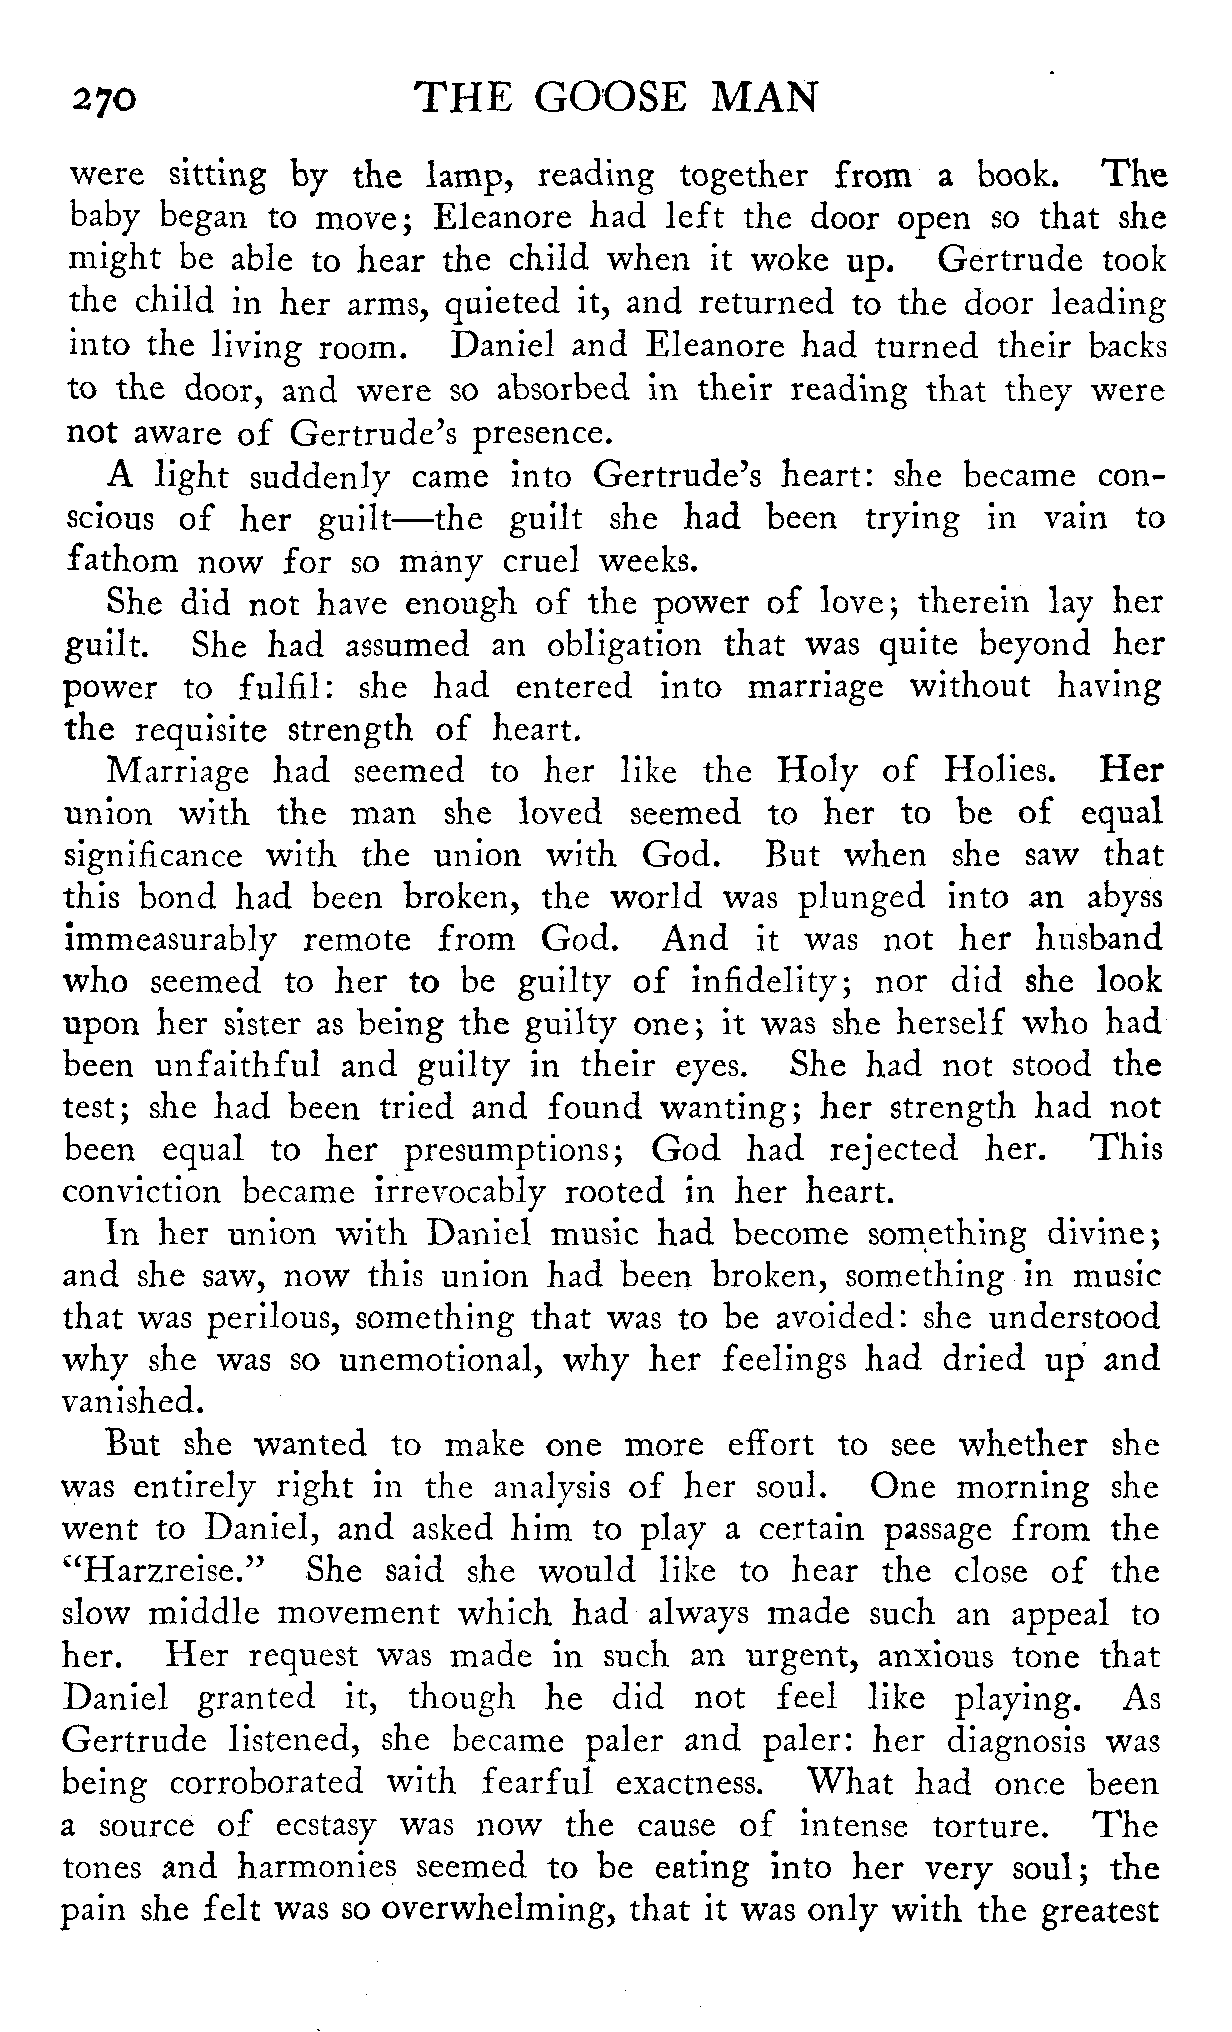 270 THE GOOSE MAN
were sitting by the lamp, reading together from a book. The
baby began to move; Eleanore had left the door open so that she
might be able to hear the child when it woke up. Gertrude took
the child in her arms, quieted it, and returned to the door leading
into the living room. Daniel and Eleanore had turned their backs
to the door, and were so absorbed in their reading that they were
not aware of Gertrude's presence.
A light suddenly came into Gertrude's heart: she became con-
scious of her guilt—the guilt she had been trying in vain to
fathom now for so many cruel weeks.
She did not have enough of the power of love; therein lay her
guilt. She had assumed an obligation that was quite beyond her
power to fulfil: she had entered into marriage without having
the requisite strength of heart.
Marriage had seemed to her like the Holy of Holies. Her
union with the man she loved seemed to her to be of equal
significance with the union with God. But when she saw that
this bond had been broken, the world was plunged into an abyss
immeasurably remote from God. And it was not her husband
who seemed to her to be guilty of infidelity; nor did she look
upon her sister as being the guilty one; it was she herself who had
been unfaithful and guilty in their eyes. She had not stood the
test; she had been tried and found wanting; her strength had not
been equal to her presumptions; God had rejected her. This
conviction became irrevocably rooted in her heart.
In her union with Daniel music had become something divine;
and she saw, now this union had been broken, something in music
that was perilous, something that was to be avoided: she understood
why she was so unemotional, why her feelings had dried up and
vanished.
But she wanted to make one more effort to see whether she
was entirely right in the analysis of her soul. One morning she
went to Daniel, and asked him to play a certain passage from the
"Harzreise." She said she would like to hear the close of the
slow middle movement which had always made such an appeal to
her. Her request was made in such an urgent, anxious tone that
Daniel granted it, though he did not feel like playing. As
Gertrude listened, she became paler and paler: her diagnosis was
being corroborated with fearful exactness. What had once been
a source of ecstasy was now the cause of intense torture. The
tones and harmonies seemed to be eating into her very soul; the
pain she felt was so overwhelming, that it was only with the greatest